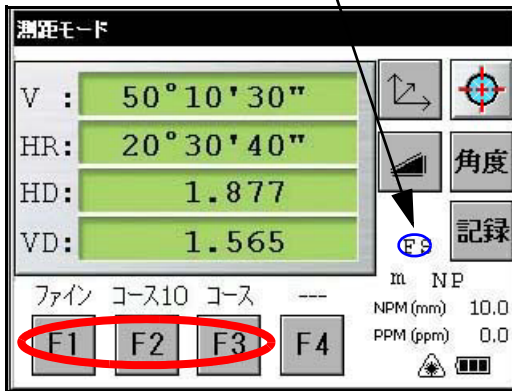 測距モード
V : 50°10'30"
HR: 20°30'40"
HD: 1.877
VD: 1.565
角度
記録
FS
m NP
NPM (mm) 10.0
PPM (ppm) 0.0
ファイン コース10 コース ---
F1 F2 F3 F4